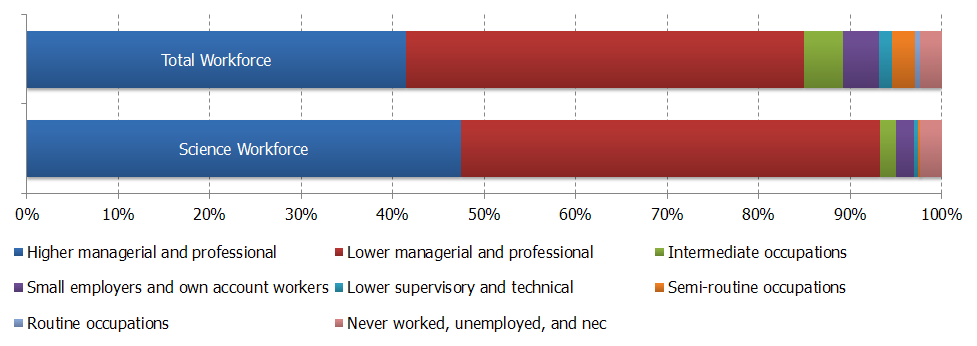 Total Workforce
Science Workforce
0% 10% 20% 30% 40% 50% 60% 70% 80% 90% 100%
Higher managerial and professional Lower managerial and professional Intermediate occupations
Small employers and own account workers Lower supervisory and technical Semi-routine occupations
Routine occupations Never worked, unemployed, and nec